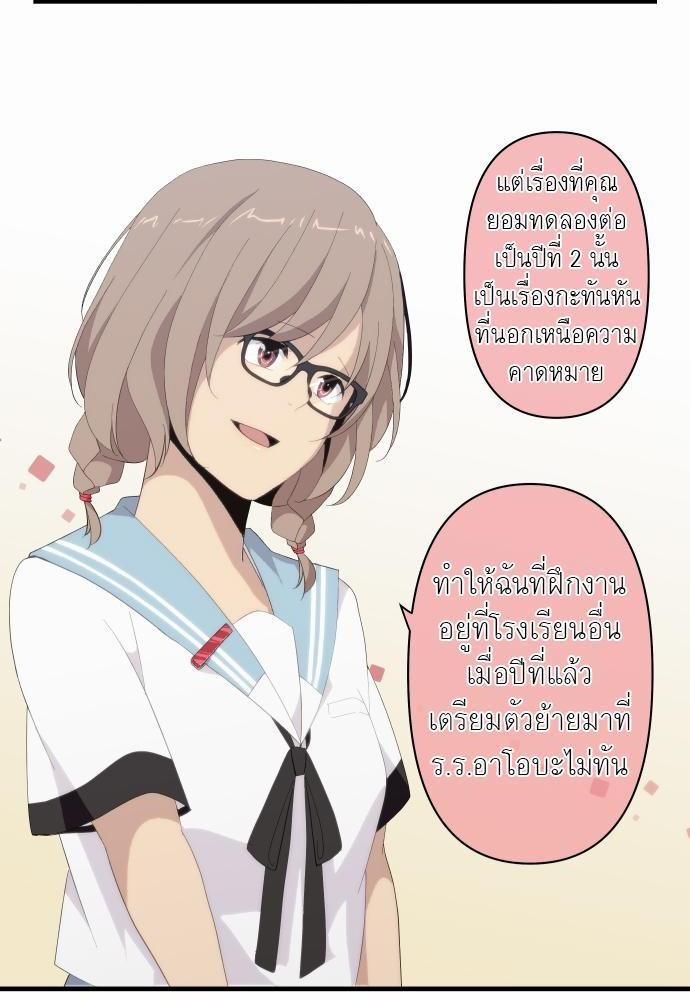 แต่เรื่องที่คุณ
ยอมทดลองต่อ
เป็นปีที่ 2 นั้น
เป็นเรื่องกะทันหัน
ที่นอกเหนือความ
คาดหมาย
ทำให้ฉันที่ฝึกงาน
อยู่ที่โรงเรียนอื่น
เมื่อปีที่แล้ว
เตรียมตัวย้ายมาที่
ร.ร.อาโอบะไม่ทัน